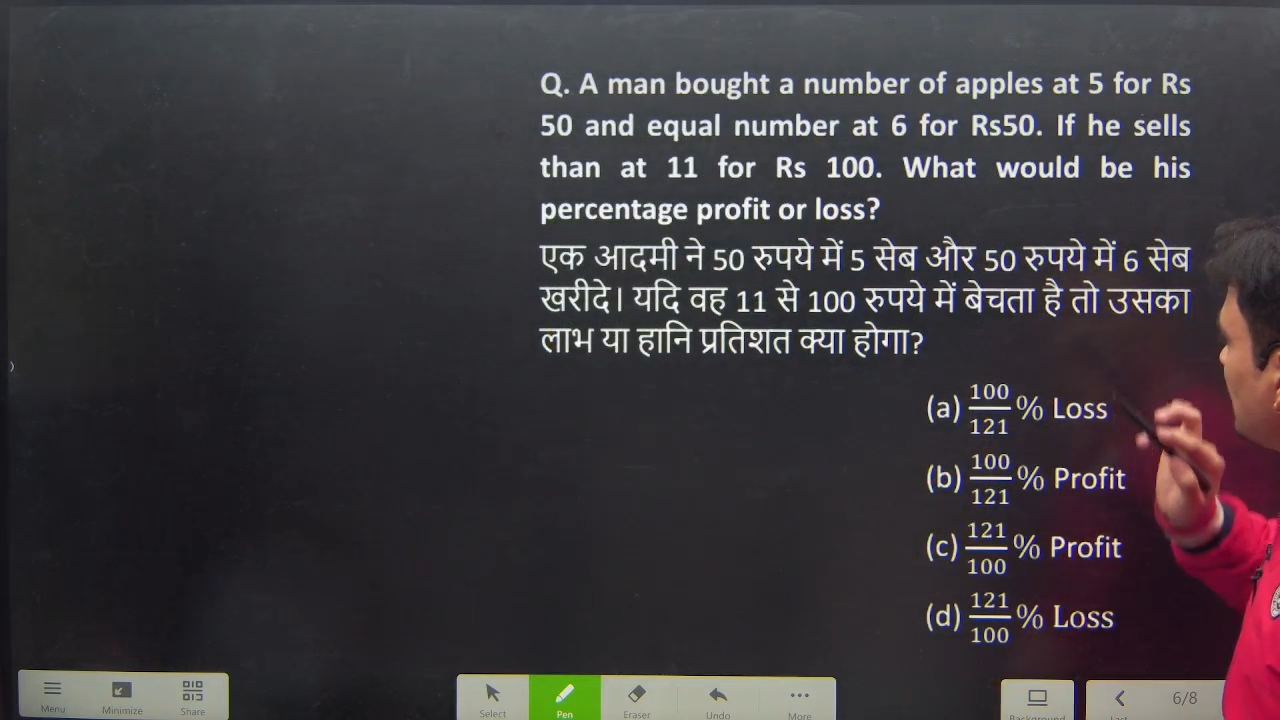 Q. A man bought a number of apples at 5 for Rs
50 and equal number at 6 for Rs50. If he sells
than at 11 for Rs 100. What would be his
percentage profit or loss?
एक आदमी ने 50 रुपये में 5 सेब और 50 रुपये में 6 सेब
खरीदे। यदि वह 11 से 100 रुपये में बेचता है तो उसका
लाभ या हानि प्रतिशत क्या होगा?
(a) 100/121 % Loss
(b) 100/121 % Profit
(c) 121/100 % Profit
(d) 121/100 % Loss
Menu Minimize Share Select Pen Eraser Undo More Background 6/8